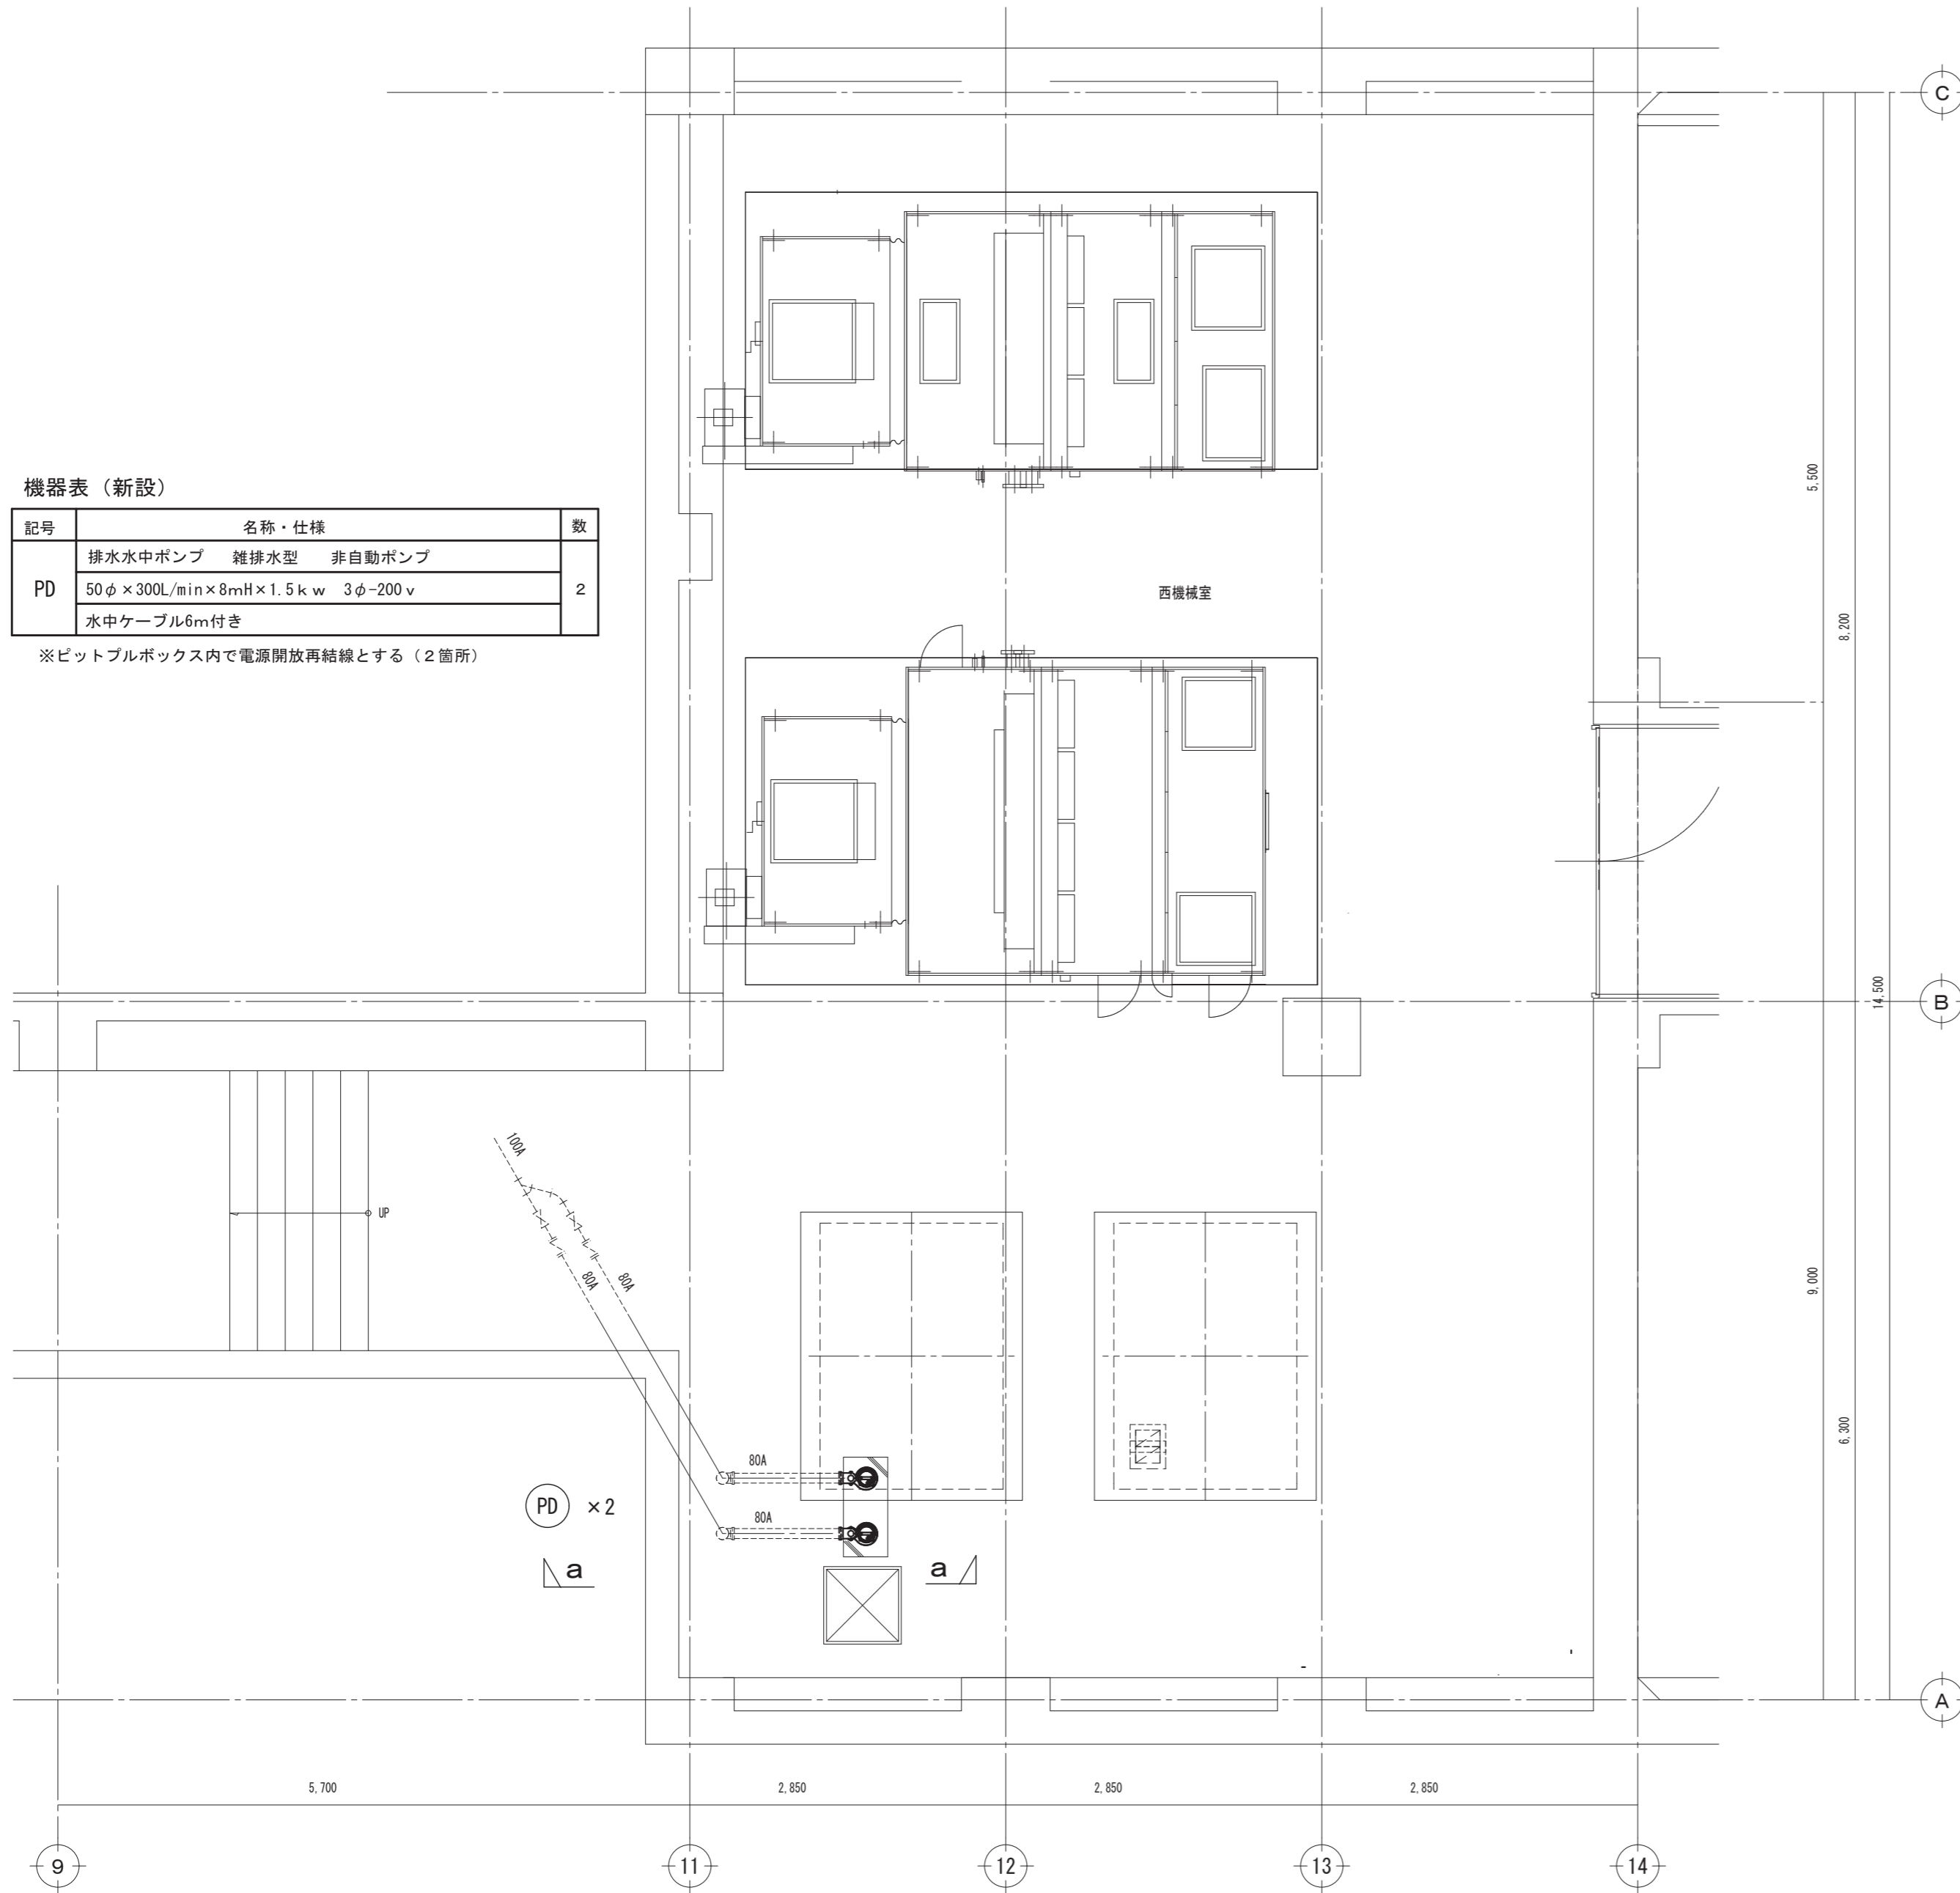 C
機器表（新設）
記号 名称・仕様 数
PD 排水水中ポンプ 雑排水型 非自動ポンプ 2
50φ×300L/min×8mH×1.5kw 3φ-200v
水中ケーブル6m付き
※ピットプルボックス内で電源開放再結線とする（２箇所）
西機械室
5,500
8,200
14,500
B
100A
UP
80A
80A
9,000
6,300
80A
80A
PD ×2
a
a
A
5,700
2,850
2,850
2,850
9
11
12
13
14